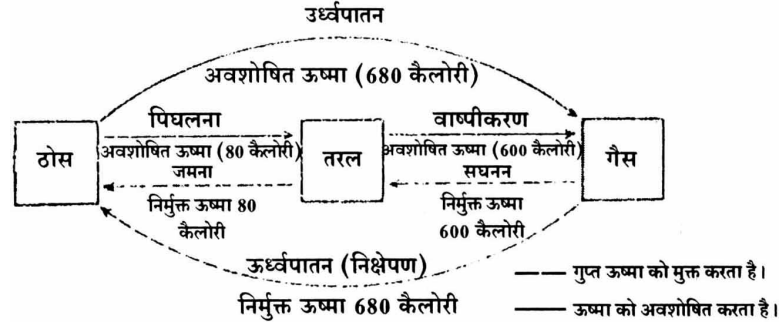 उर्ध्वपातन
अवशोषित ऊष्मा (680 कैलोरी)
पिघलना
वाष्पीकरण
ठोस
अवशोषित ऊष्मा (80 कैलोरी)
तरल
अवशोषित ऊष्मा (600 कैलोरी)
गैस
जमना
सघनन
निर्मुक्त ऊष्मा 80
कैलोरी
निर्मुक्त ऊष्मा
600 कैलोरी
ऊर्ध्वपातन (निक्षेपण)
निर्मुक्त ऊष्मा 680 कैलोरी
गुप्त ऊष्मा को मुक्त करता है।
ऊष्मा को अवशोषित करता है।